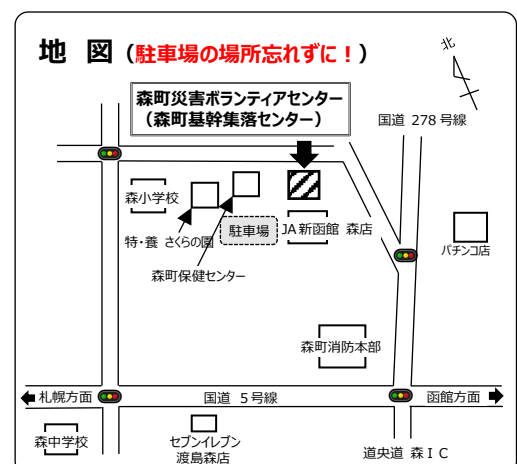 地 図（駐車場の場所忘れずに！）
北
森町災害ボランティアセンター
（森町基幹集落センター）
国道 278 号線
森小学校
駐車場
JA新函館 森店
特・養 さくらの園
パチンコ店
森町保健センター
森町消防本部
札幌方面
国道 5号線
函館方面
森中学校
セブンイレブン
渡島森店
道央道 森ＩＣ